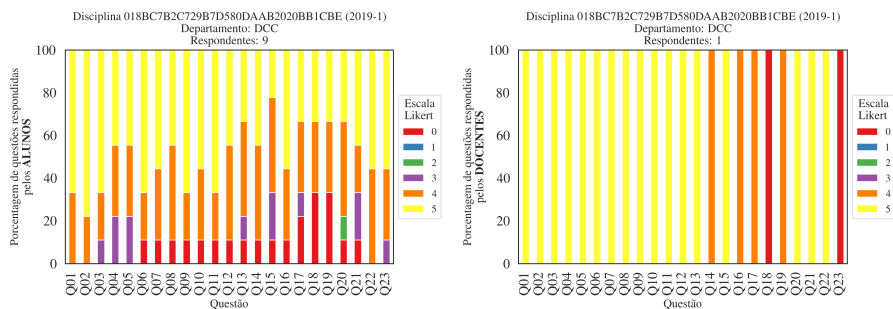 Disciplina 018BC7B2C729B7D580DAAB2020BB1CBE (2019-1)
Departamento: DCC
Respondentes: 9
100
80
60
40
20
0
Porcentagem de questões respondidas
pelos ALUNOS
Q01 Q02 Q03 Q04 Q05 Q06 Q07 Q08 Q09 Q10 Q11 Q12 Q13 Q14 Q15 Q16 Q17 Q18 Q19 Q20 Q21 Q22 Q23
Questão
Escala
Likert
0
1
2
3
4
5
Disciplina 018BC7B2C729B7D580DAAB2020BB1CBE (2019-1)
Departamento: DCC
Respondentes: 1
100
80
60
40
20
0
Porcentagem de questões respondidas
pelos DOCENTES
Q01 Q02 Q03 Q04 Q05 Q06 Q07 Q08 Q09 Q10 Q11 Q12 Q13 Q14 Q15 Q16 Q17 Q18 Q19 Q20 Q21 Q22 Q23
Questão
Escala
Likert
0
1
2
3
4
5